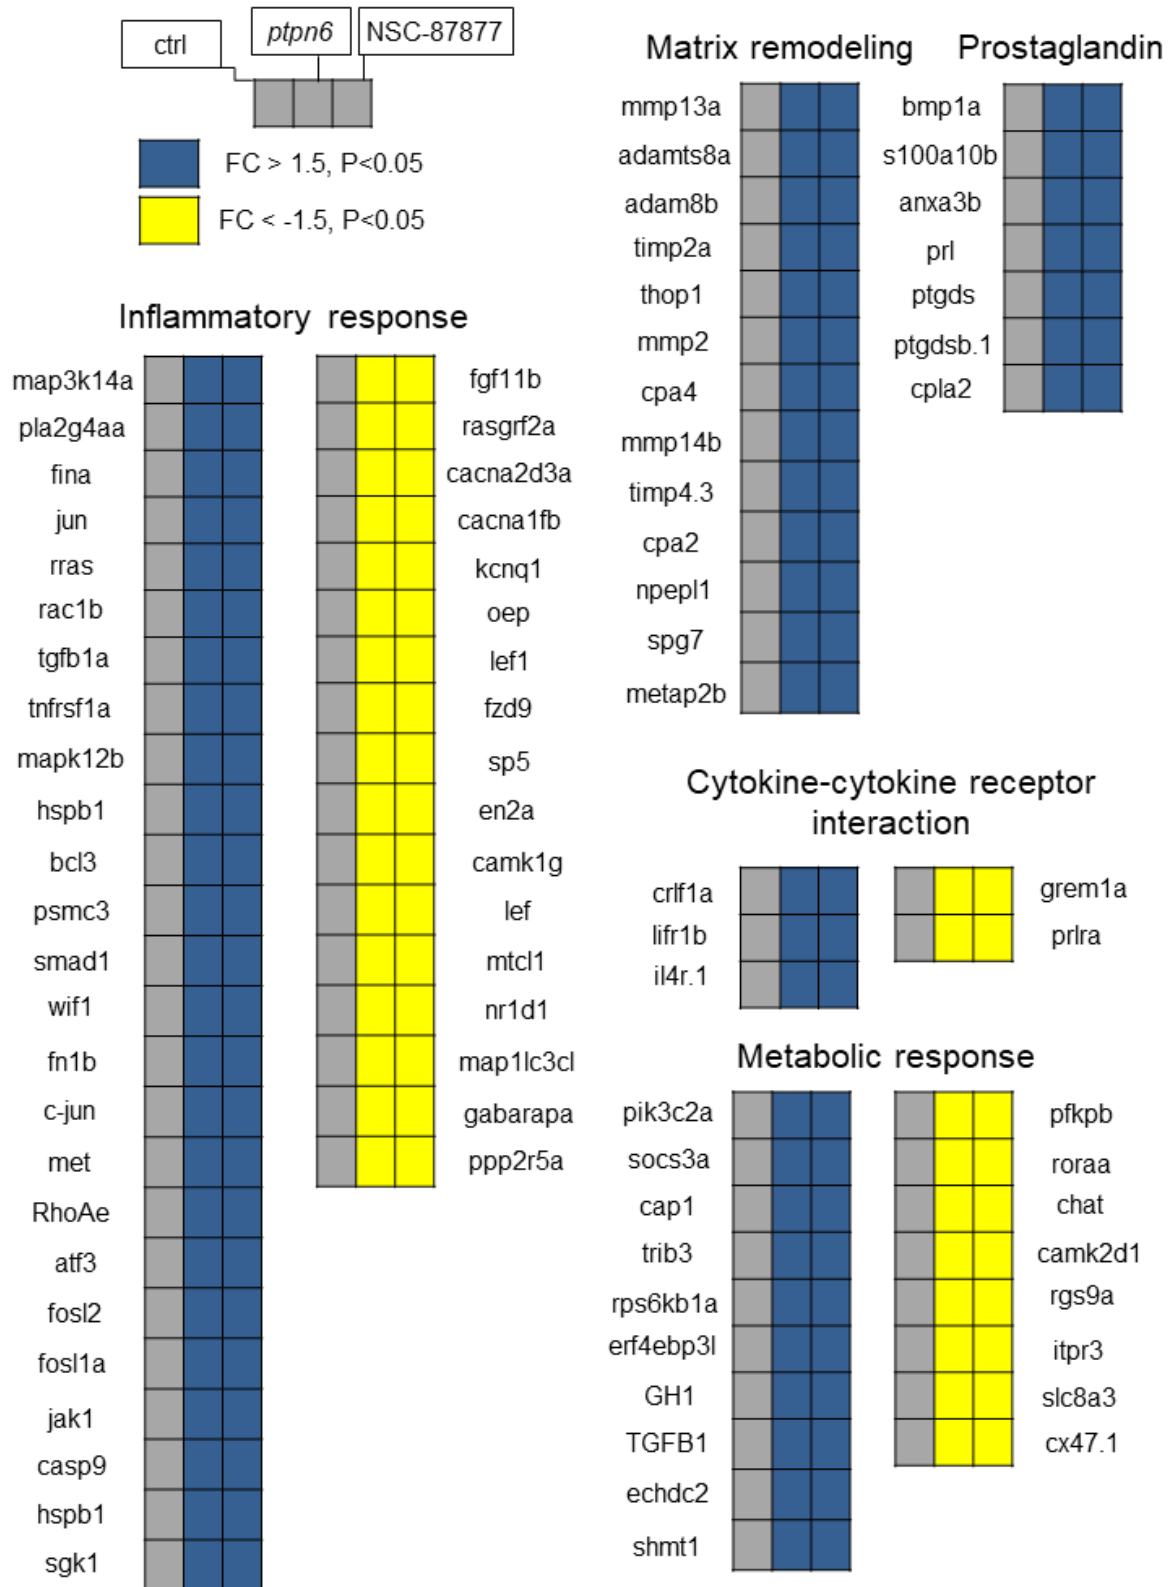 ctrl
ptpn6
NSC-87877
FC > 1.5, P<0.05
FC < -1.5, P<0.05
Inflammatory response
map3k14a
pla2g4aa
fina
jun
rras
rac1b
tgfb1a
tnfrsf1a
mapk12b
hspb1
bcl3
psmc3
smad1
wif1
fn1b
c-jun
met
RhoAe
atf3
fosl2
fosl1a
jak1
casp9
hspb1
sgk1
fgf11b
rasgrf2a
cacna2d3a
cacna1fb
kcnq1
oep
lef1
fzd9
sp5
en2a
camk1g
lef
mtcl1
nr1d1
map1lc3cl
gabarapa
ppp2r5a
Matrix remodeling
mmp13a
adamts8a
adam8b
timp2a
thop1
mmp2
cpa4
mmp14b
timp4.3
cpa2
npepl1
spg7
metap2b
Prostaglandin
bmp1a
s100a10b
anxa3b
prl
ptgds
ptgdsb.1
cpla2
Cytokine-cytokine receptor
interaction
crlf1a
lifr1b
il4r.1
grem1a
prlra
Metabolic response
pik3c2a
socs3a
cap1
trib3
rps6kb1a
erf4ebp3l
GH1
TGFB1
echdc2
shmt1
pfkpb
roraa
chat
camk2d1
rgs9a
itpr3
slc8a3
cx47.1